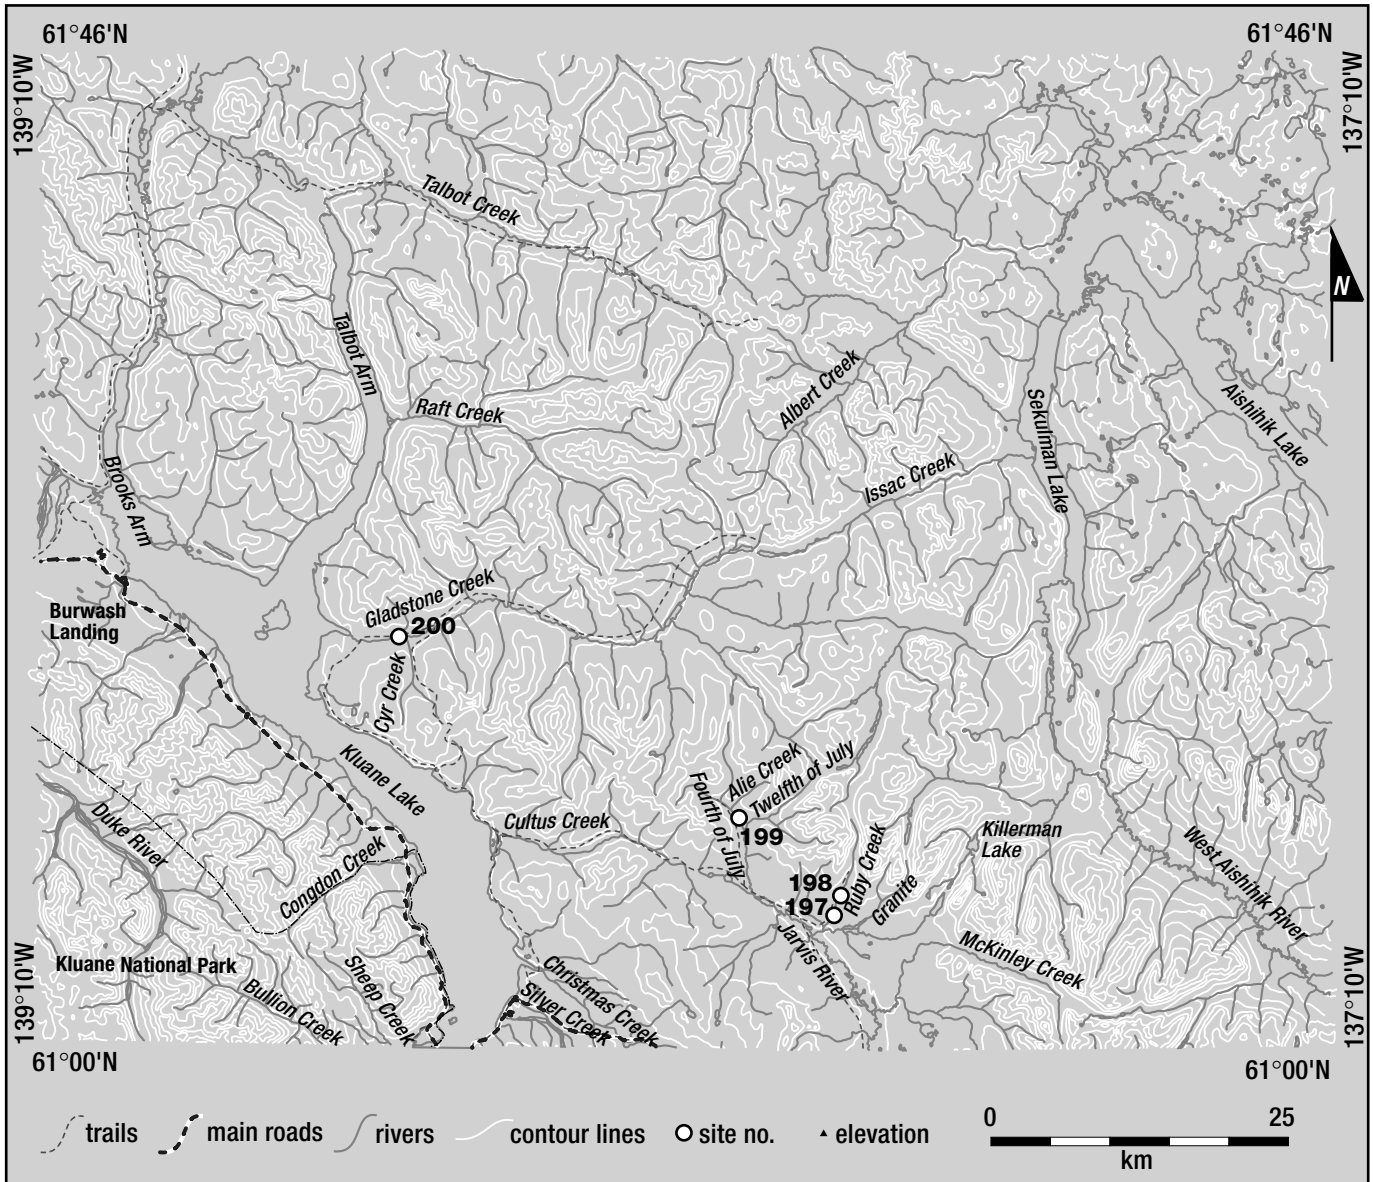 61°46'N
61°46'N
139°10'W
137°10'W
Talbot Creek
N
Talbot Arm
Raft Creek
Albert Creek
Sekulman Lake
Aishihik Lake
Brooks Arm
Issac Creek
Burwash
Landing
Gladstone Creek
200
Cyr Creek
Kluane Lake
Alie Creek
Twelfth of July
Fourth of July
199
Duke River
Cultus Creek
Killerman
Lake
West Aishihik River
Congdon Creek
198
197
Ruby Creek
Granite
Jarvis River
McKinley Creek
Kluane National Park
Bullion Creek
Sheep Creek
Christmas Creek
Silver Creek
139°10'W
137°10'W
61°00'N
61°00'N
trails
main roads
rivers
contour lines
site no.
elevation
0
25
km